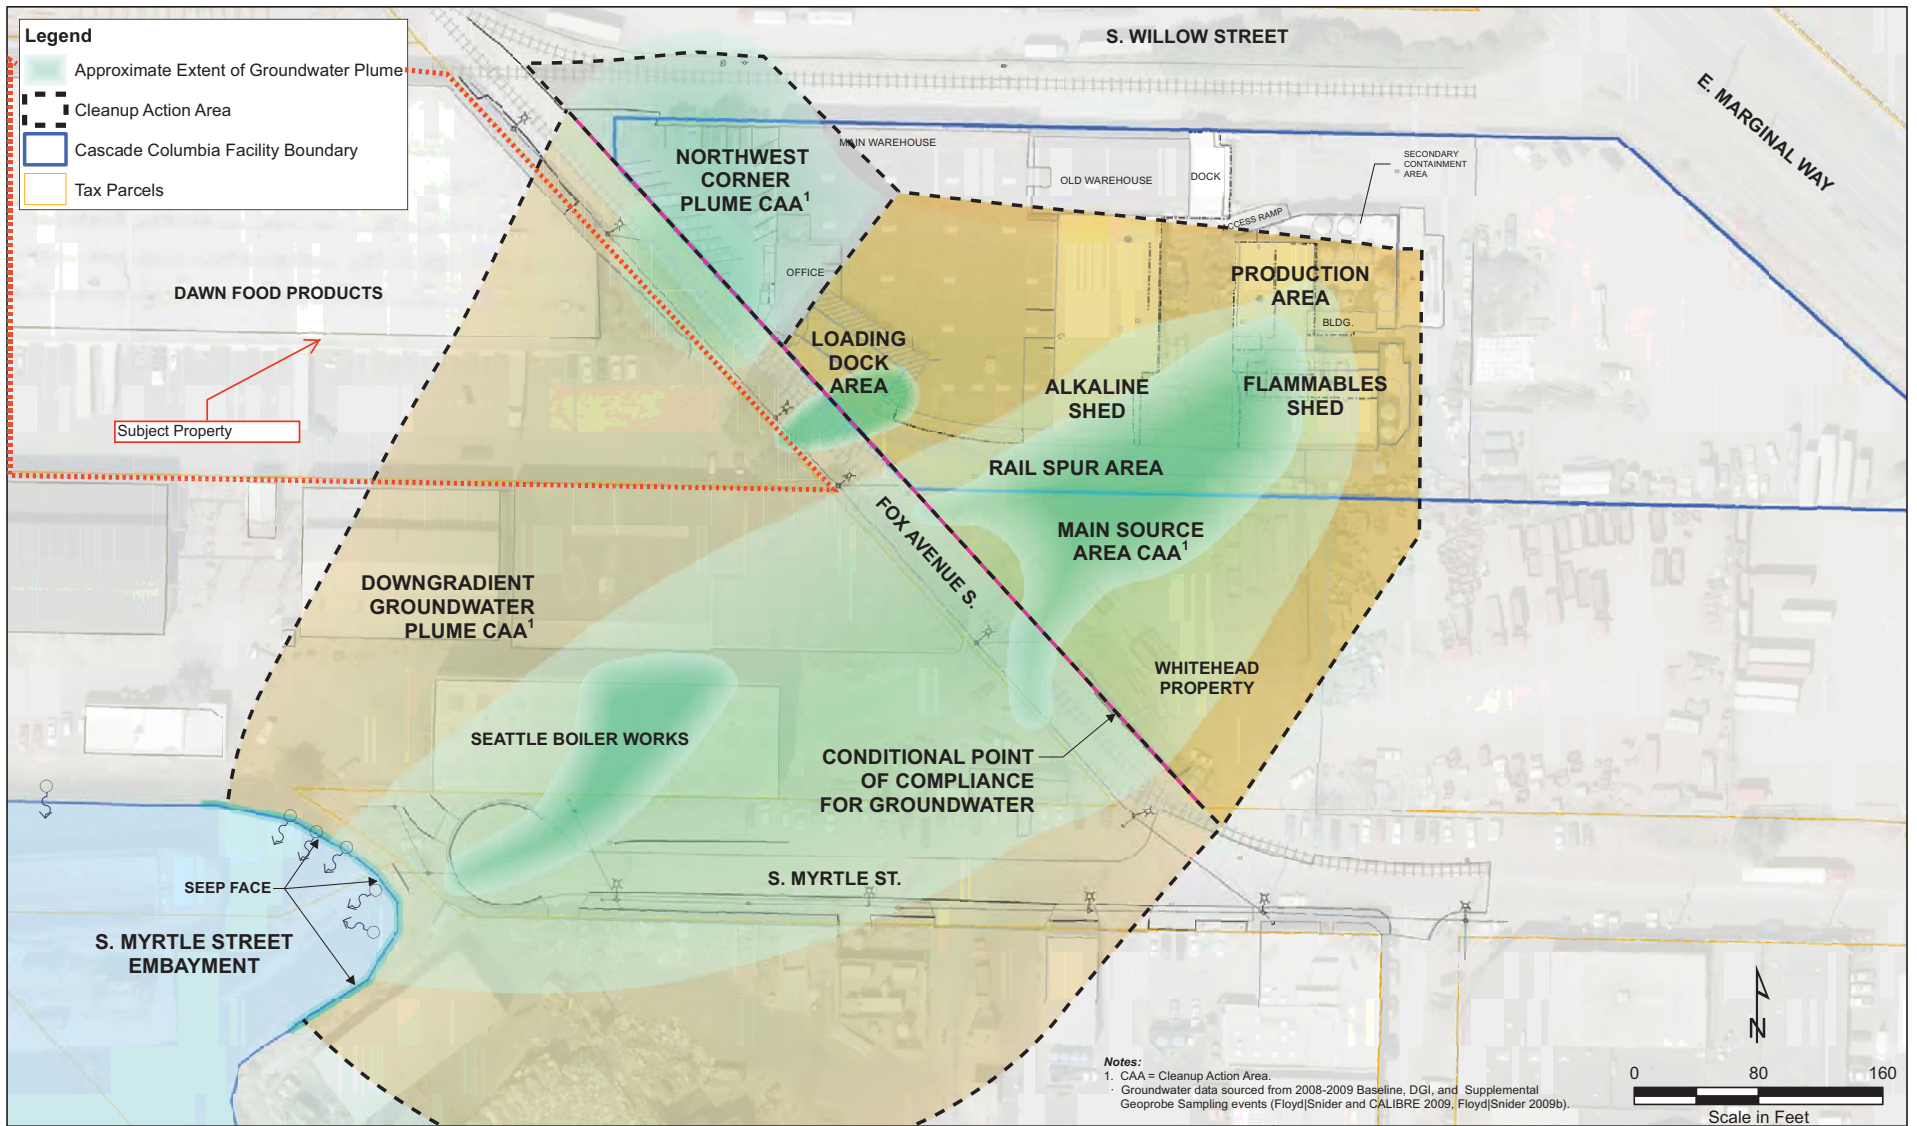 Legend
Approximate Extent of Groundwater Plume
Cleanup Action Area
Cascade Columbia Facility Boundary
Tax Parcels
S. WILLOW STREET
E. MARGINAL WAY
NORTHWEST
CORNER
PLUME CAA1
MAIN WAREHOUSE
OLD WAREHOUSE
DOCK
SECONDARY
CONTAINMENT
AREA
ACCESS RAMP
OFFICE
PRODUCTION
AREA
BLDG.
DAWN FOOD PRODUCTS
Subject Property
LOADING
DOCK
AREA
ALKALINE
SHED
FLAMMABLES
SHED
RAIL SPUR AREA
MAIN SOURCE
AREA CAA1
FOX AVENUE S.
DOWNGRADIENT
GROUNDWATER
PLUME CAA1
WHITEHEAD
PROPERTY
SEATTLE BOILER WORKS
CONDITIONAL POINT
OF COMPLIANCE
FOR GROUNDWATER
S. MYRTLE ST.
SEEP FACE
S. MYRTLE STREET
EMBAYMENT
N
Notes:
1. CAA = Cleanup Action Area.
· Groundwater data sourced from 2008-2009 Baseline, DGI, and Supplemental
Geoprobe Sampling events (Floyd|Snider and CALIBRE 2009, Floyd|Snider 2009b).
0 80 160
Scale in Feet